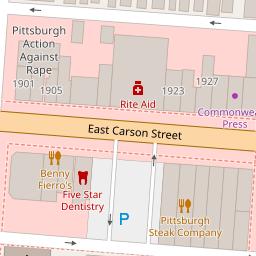 Pittsburgh
Action
Against
Rape
1901
1905
1923
1927
Rite Aid
Commonwea
Press
East Carson Street
Benny
Fierro's
Five Star
Dentistry
P
Pittsburgh
Steak Company